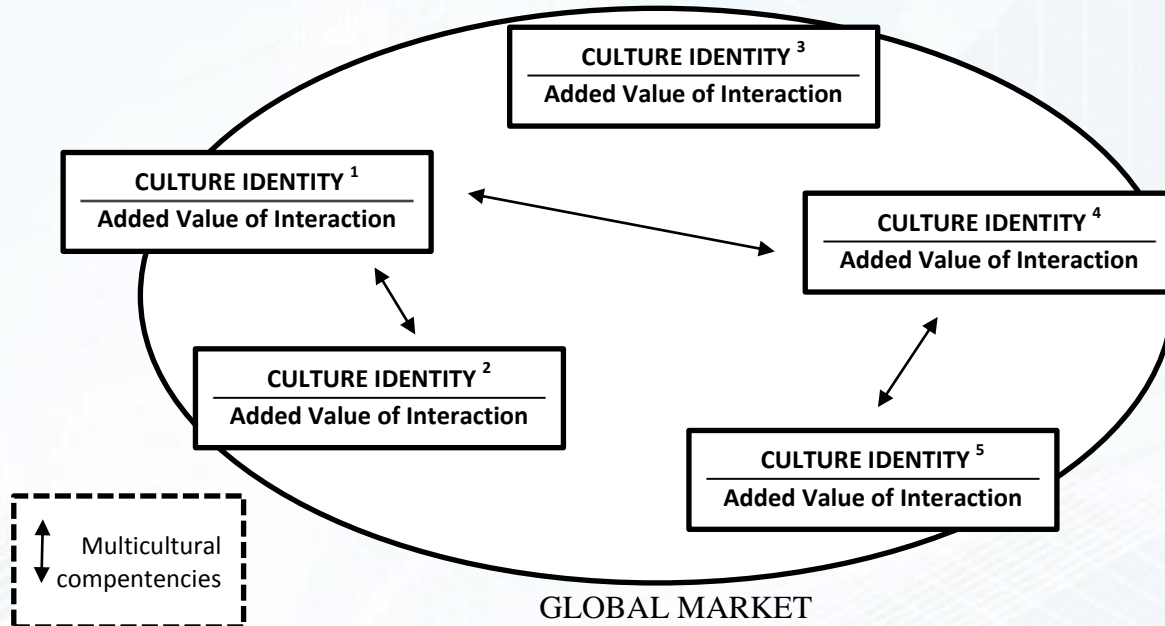 CULTURE IDENTITY 3
Added Value of Interaction
CULTURE IDENTITY 1
Added Value of Interaction
CULTURE IDENTITY 4
Added Value of Interaction
CULTURE IDENTITY 2
Added Value of Interaction
CULTURE IDENTITY 5
Added Value of Interaction
Multicultural
compentencies
GLOBAL MARKET